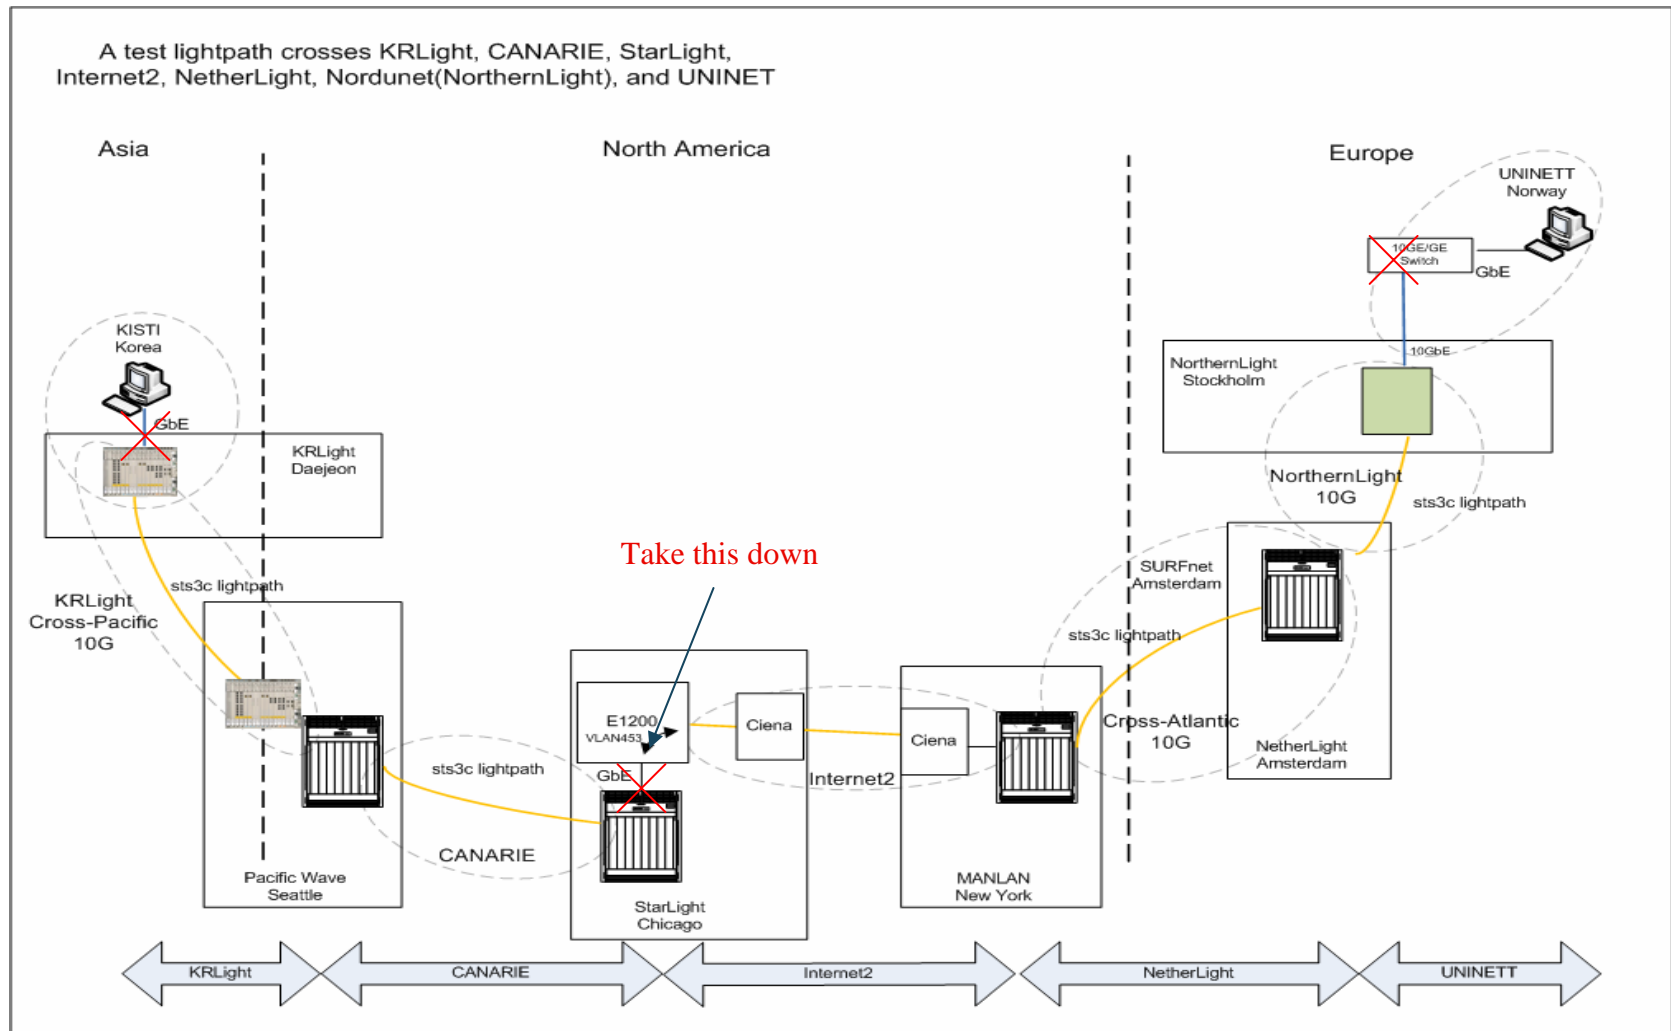 A test lightpath crosses KRLight, CANARIE, StarLight,
Internet2, NetherLight, Nordunet(NorthernLight), and UNINET
Asia
North America
Europe
UNINETT
Norway
10GE/GE
Switch
GbE
KISTI
Korea
GbE
KRLight
Daejeon
10GbE
NorthernLight
Stockholm
NorthernLight
10G
sts3c lightpath
Take this down
SURFnet
Amsterdam
sts3c lightpath
KRLight
Cross-Pacific
10G
sts3c lightpath
E1200
VLAN453
GbE
Ciena
Ciena
Internet2
Cross-Atlantic
10G
NetherLight
Amsterdam
sts3c lightpath
CANARIE
Pacific Wave
Seattle
StarLight
Chicago
MANLAN
New York
KRLight
CANARIE
Internet2
NetherLight
UNINETT